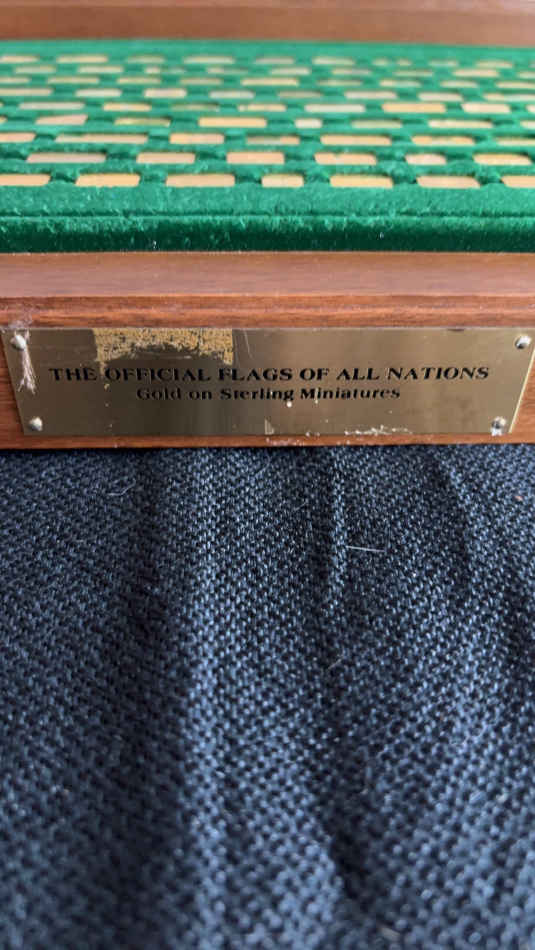 THE OFFICIAL FLAGS OF ALL NATIONS
Gold on Sterling Miniatures